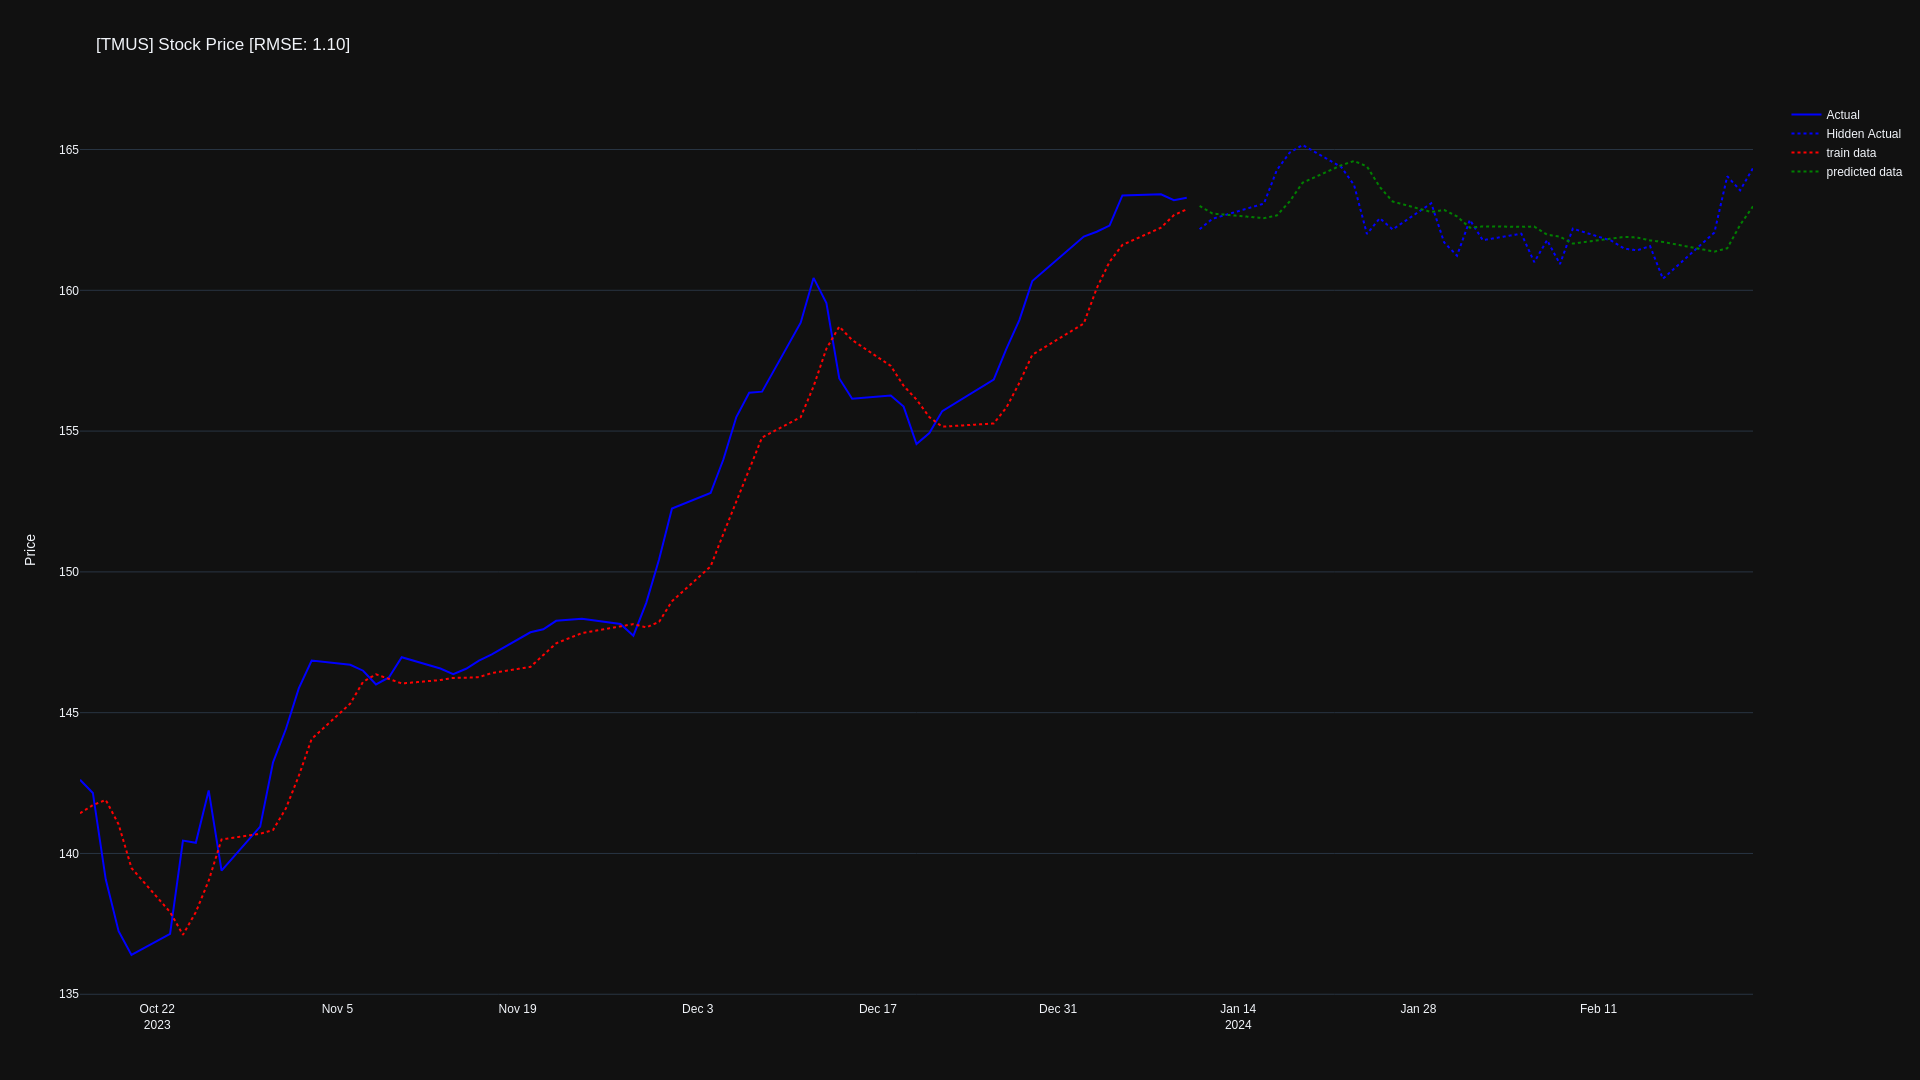 [TMUS] Stock Price [RMSE: 1.10]
Actual
Hidden Actual
train data
predicted data
165
160
155
150
145
140
135
Price
Oct 22
2023
Nov 5
Nov 19
Dec 3
Dec 17
Dec 31
Jan 14
2024
Jan 28
Feb 11